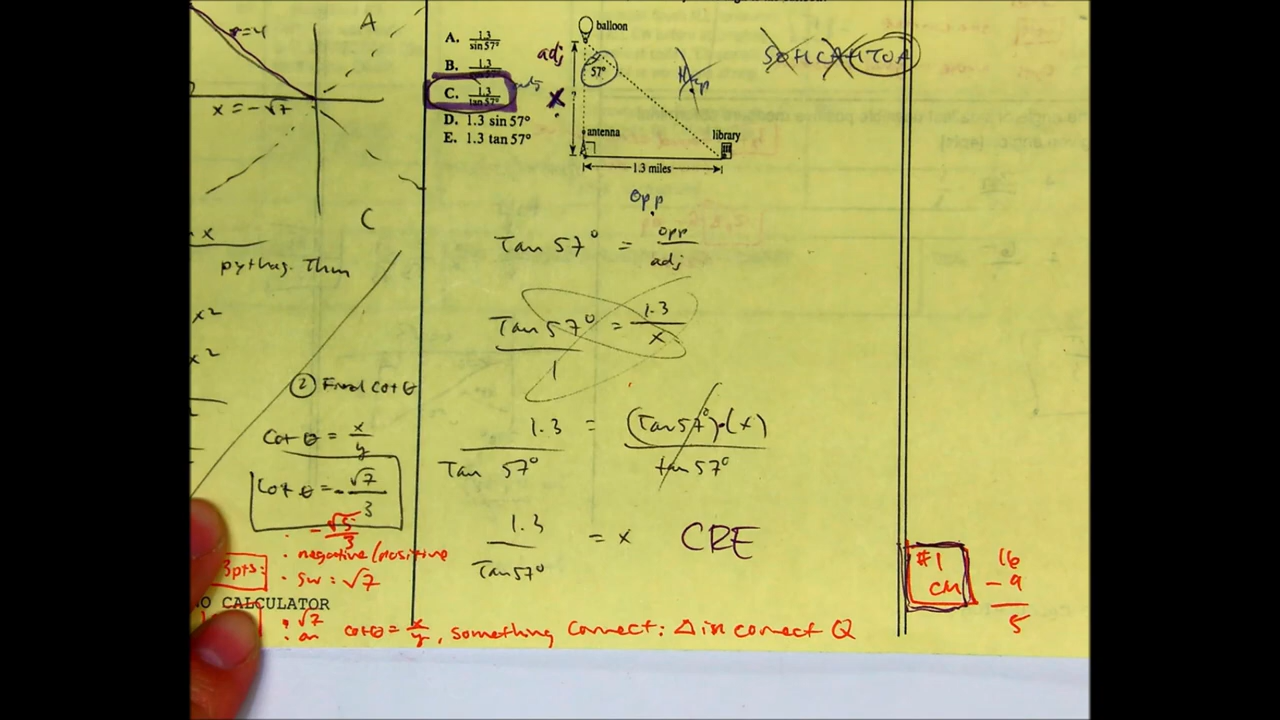 A
x = -√7
C
x
pythag. Thm
x²
x²
② Find cot θ
cot θ = x/y
cot θ = -√7/3
-√5/3
negative/positive
3pts:
sw: √7
NO CALCULATOR
√7
cot θ = x/y, something correct: Δ in correct Q
A. 1.3/sin 57°
B. 1.3
C. 1.3/tan 57°
D. 1.3 sin 57°
E. 1.3 tan 57°
balloon
adj
57°
Hyp
x
?
antenna
library
1.3 miles
opp
SOHCAHTOA
Tan 57° = opp/adj
Tan 57°/1 = 1.3/x
1.3/Tan 57° = (Tan 57°)·(x)/tan 57°
1.3/Tan 57° = x
CRE
#1
CM
- 9
5